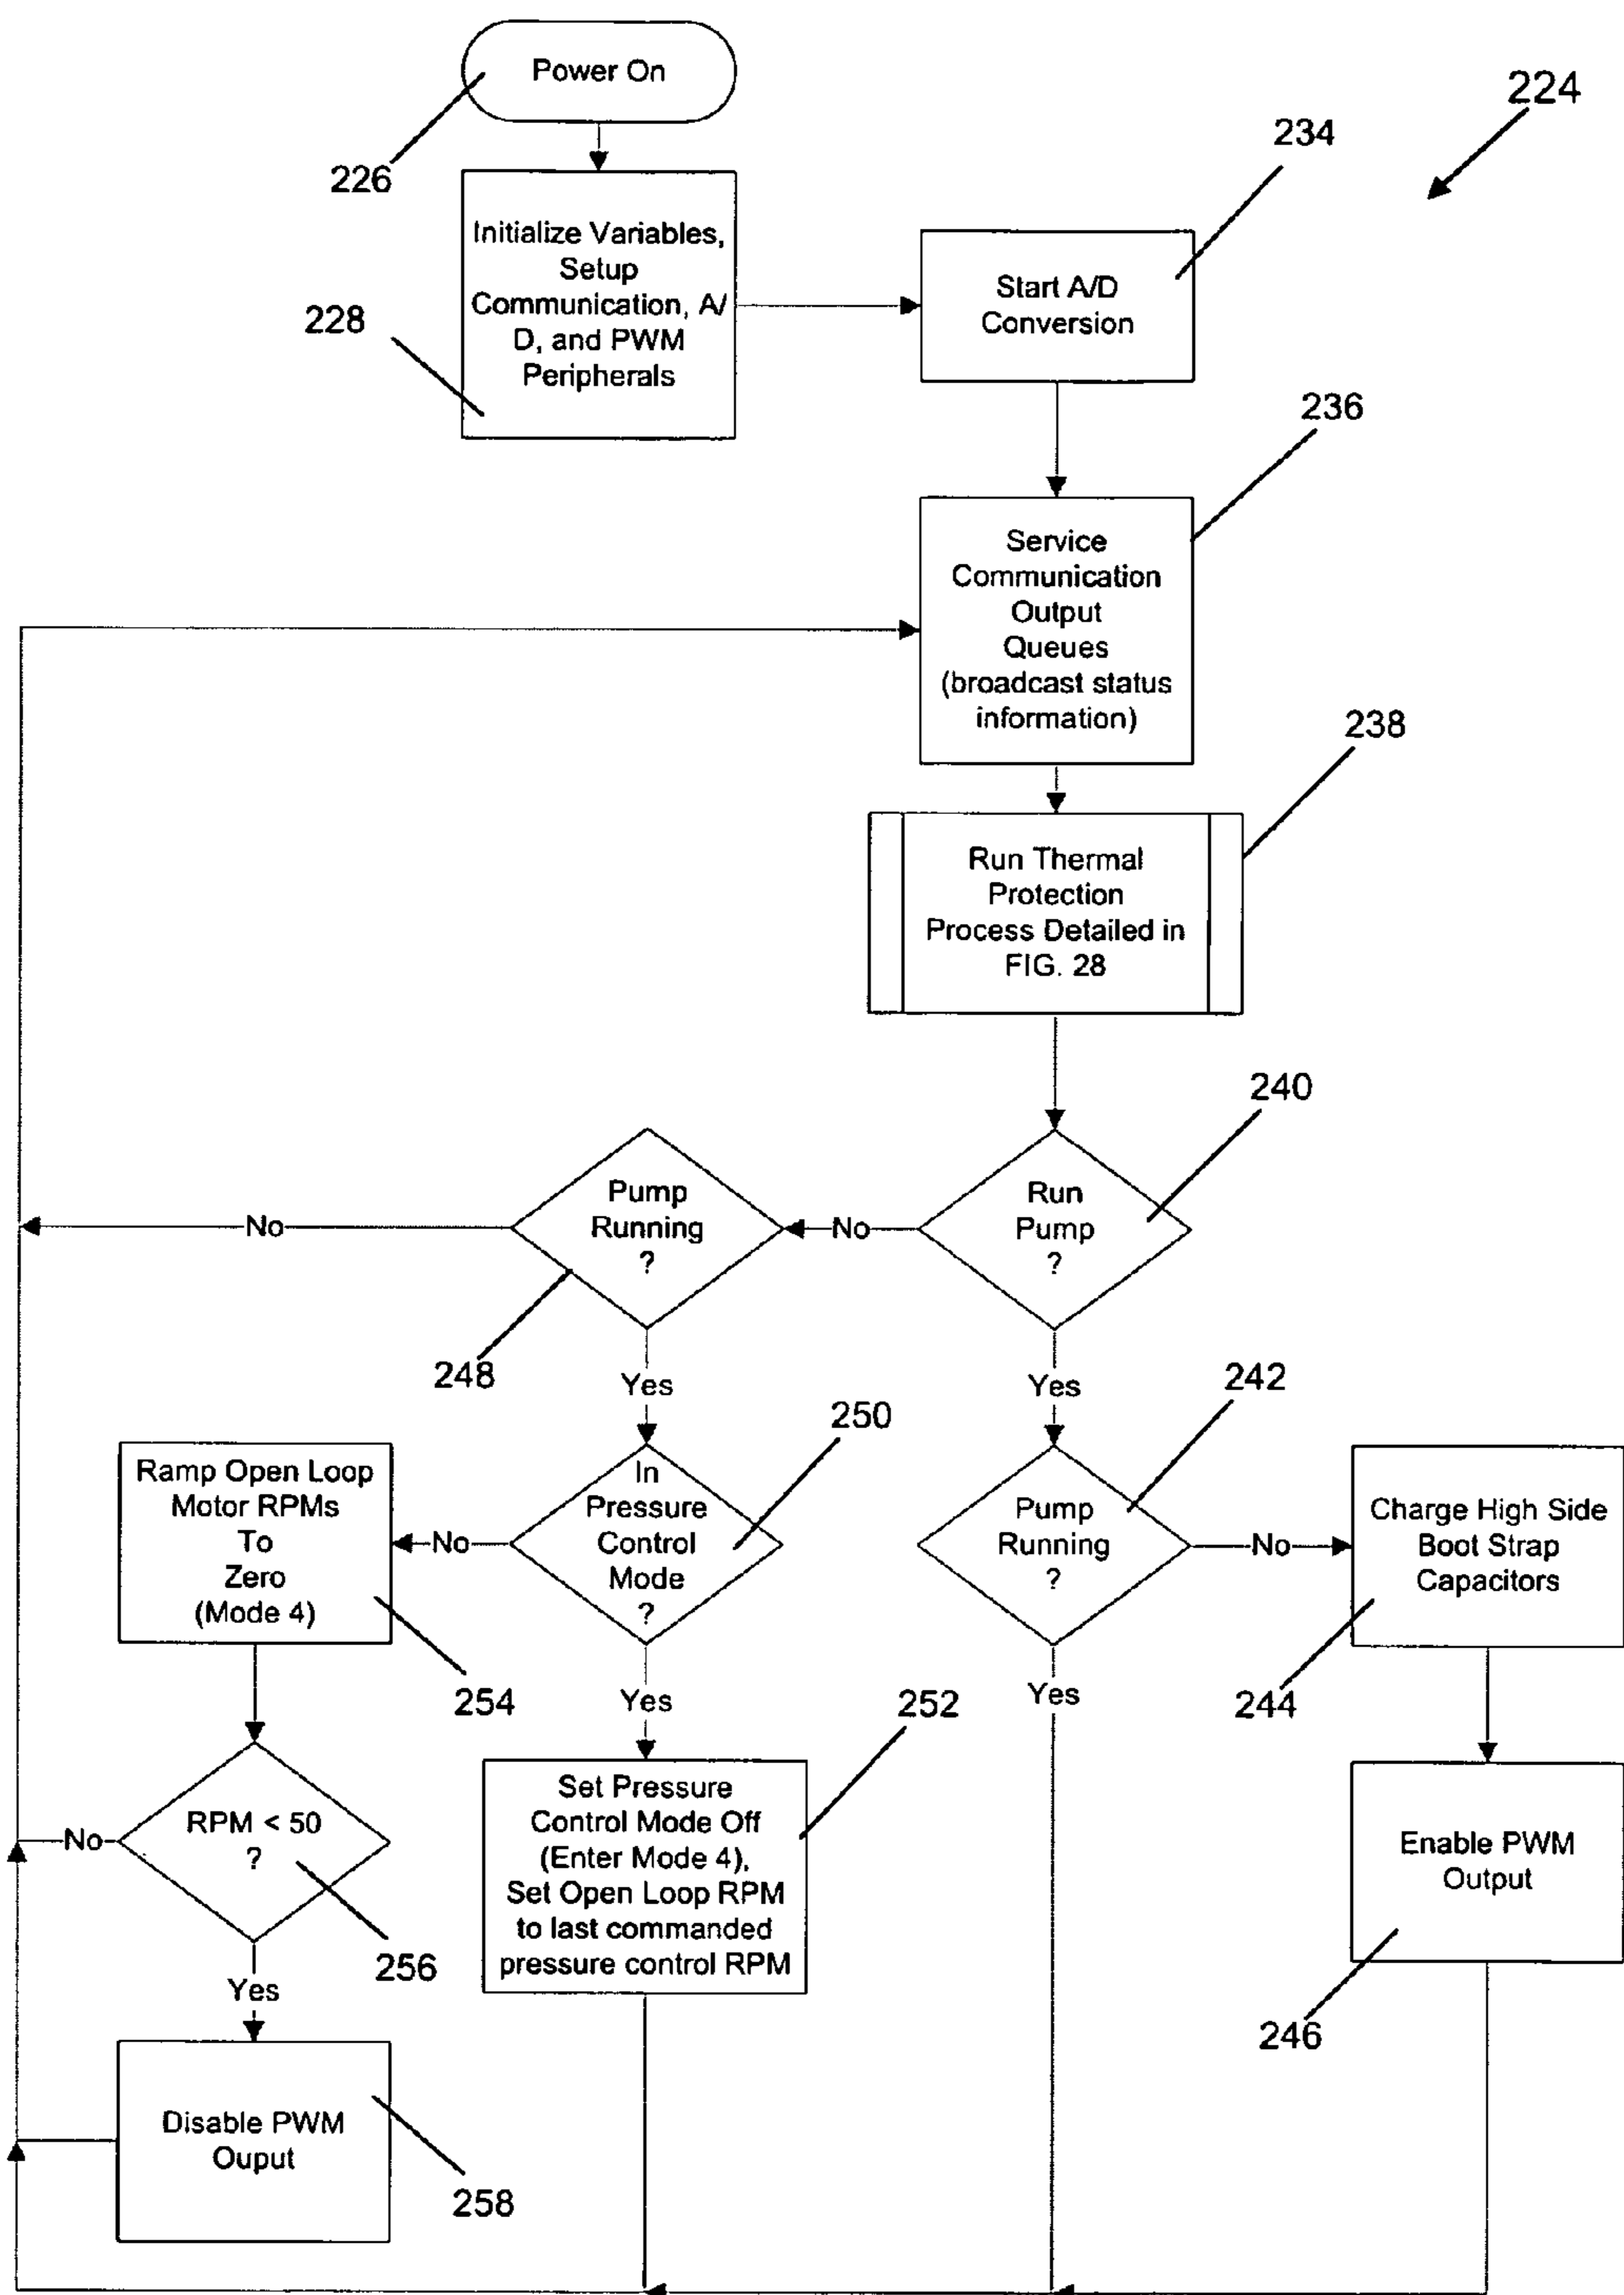 Power On
224
234
226
Initialize Variables,
Setup
Communication, A/
D, and PWM
Peripherals
228
Start A/D
Conversion
236
Service
Communication
Output
Queues
(broadcast status
information)
238
Run Thermal
Protection
Process Detailed in
FIG. 28
240
Run
Pump
?
No
Pump
Running
?
No
248
Yes
Yes
242
250
In
Pressure
Control
Mode
?
No
Ramp Open Loop
Motor RPMs
To
Zero
(Mode 4)
254
Pump
Running
?
No
Charge High Side
Boot Strap
Capacitors
244
Yes
Yes
252
Set Pressure
Control Mode Off
(Enter Mode 4),
Set Open Loop RPM
to last commanded
pressure control RPM
RPM < 50
?
No
256
Yes
Enable PWM
Output
246
Disable PWM
Ouput
258